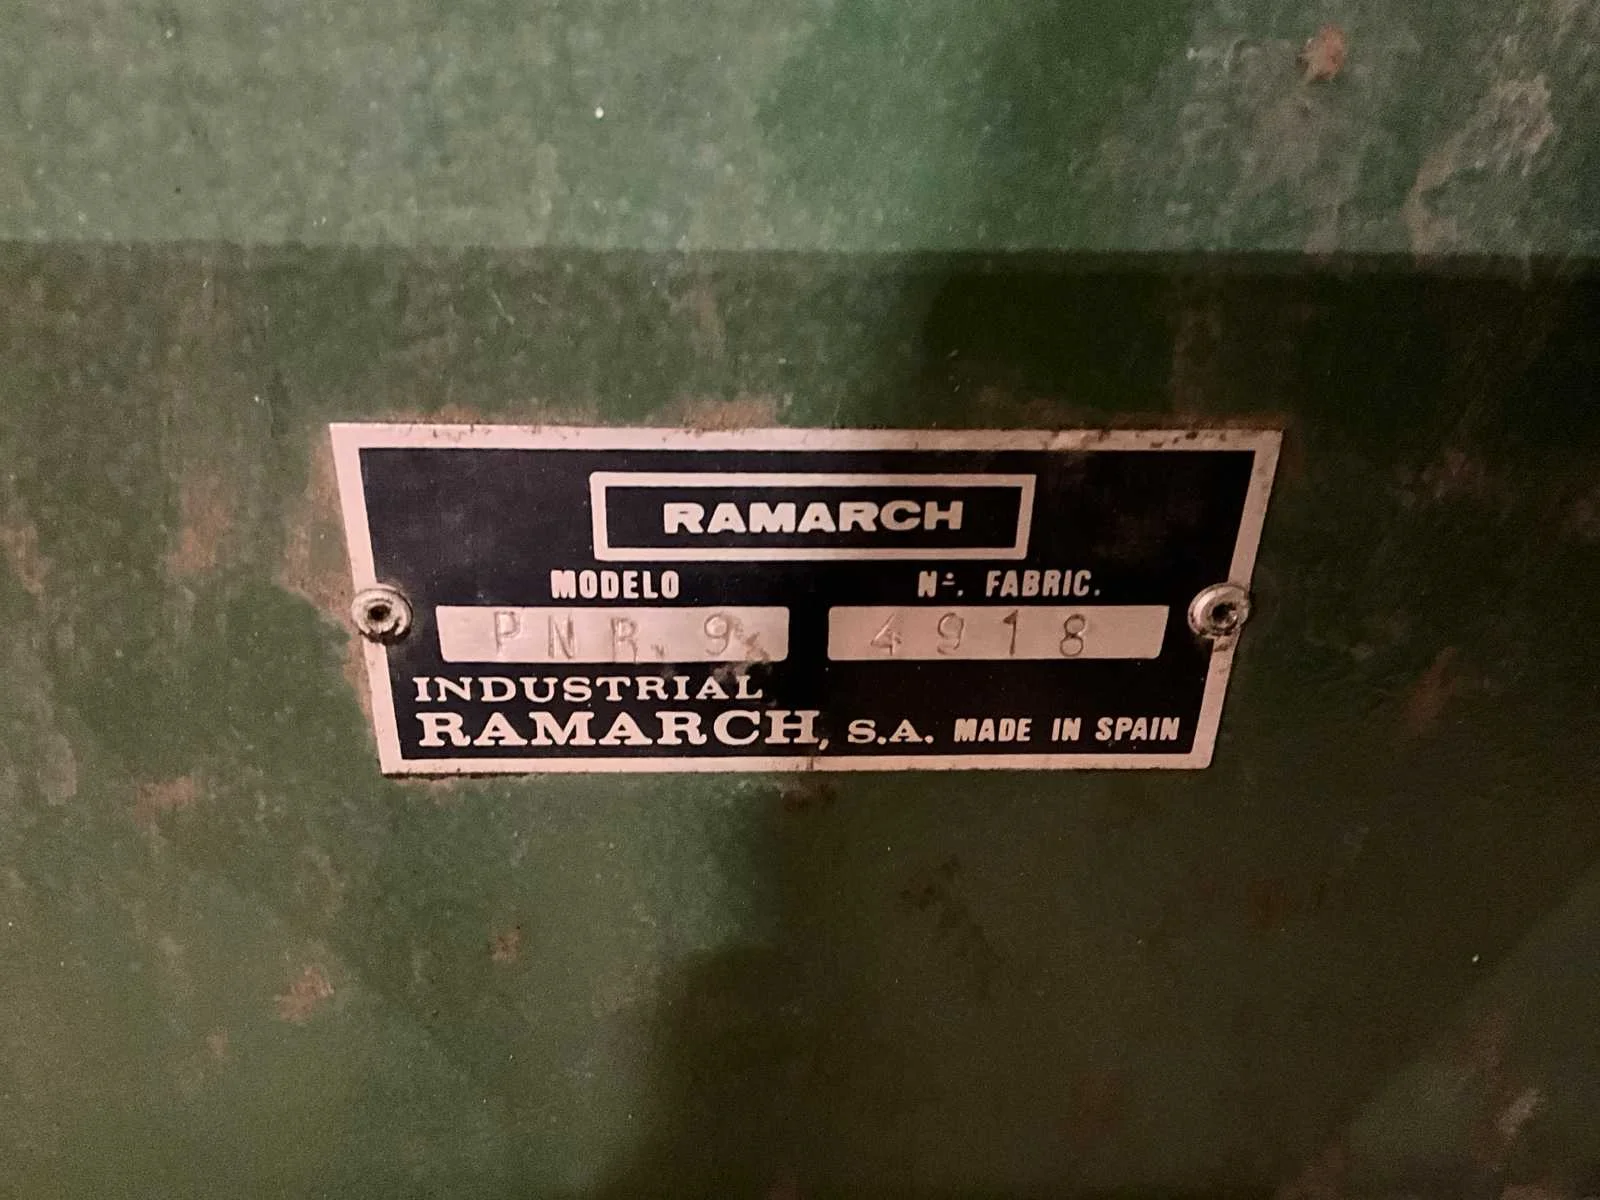 RAMARCH
MODELO Nº. FABRIC.
PNR. 9 4918
INDUSTRIAL
RAMARCH, S.A. MADE IN SPAIN